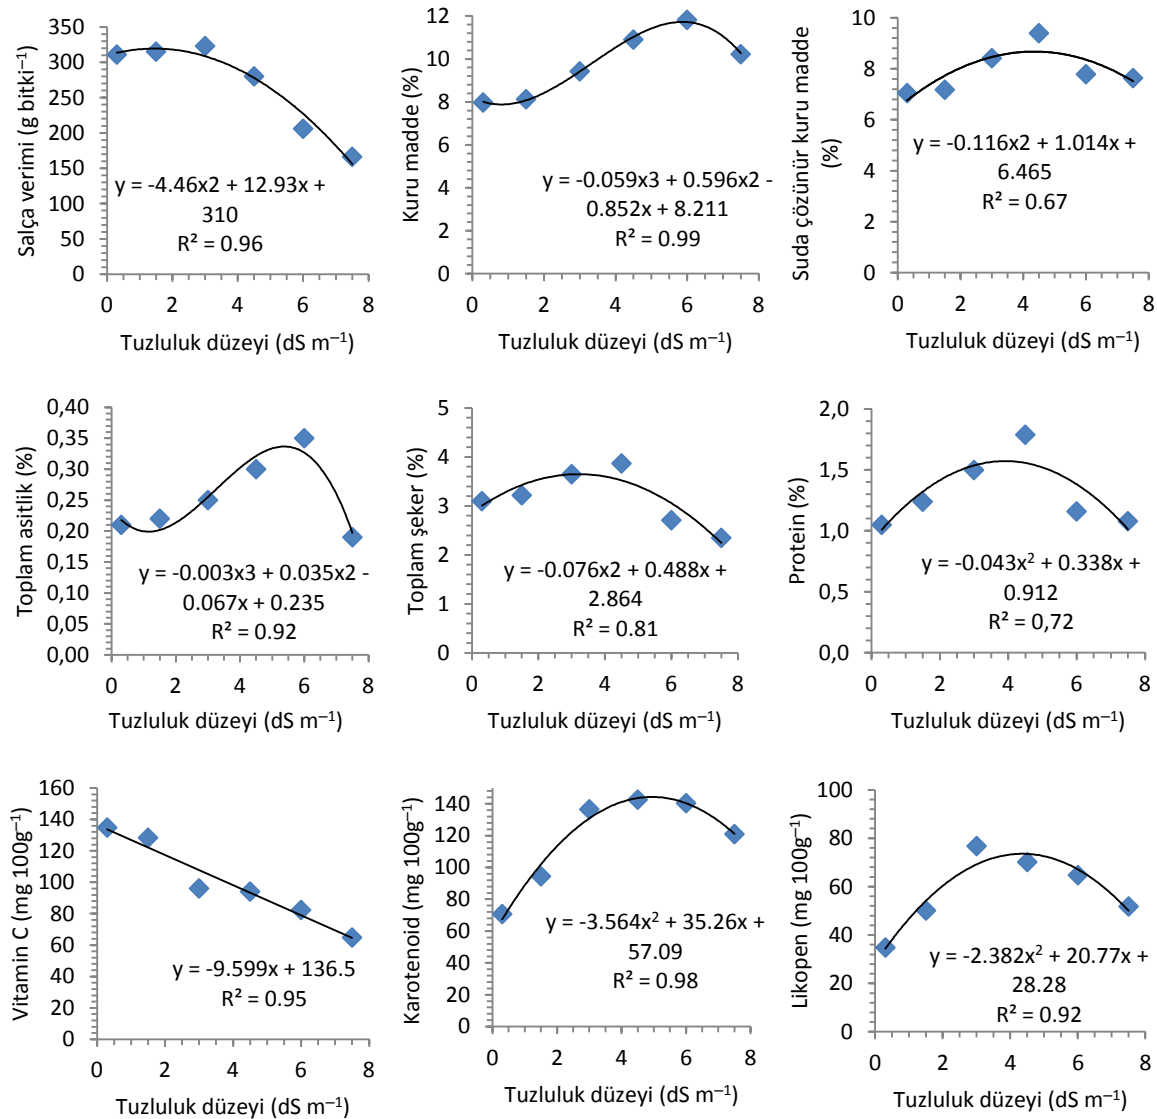 Salça verimi (g bitki⁻¹)
350
300
250
200
150
100
50
0
y = -4.46x2 + 12.93x +
310
R² = 0.96
0 2 4 6 8
Tuzluluk düzeyi (dS m⁻¹)
Kuru madde (%)
12
10
8
6
4
2
0
y = -0.059x3 + 0.596x2 -
0.852x + 8.211
R² = 0.99
0 2 4 6 8
Tuzluluk düzeyi (dS m⁻¹)
Suda çözünür kuru madde
(%)
10
8
6
4
2
0
y = -0.116x2 + 1.014x +
6.465
R² = 0.67
0 2 4 6 8
Tuzluluk düzeyi (dS m⁻¹)
Toplam asitlik (%)
0,40
0,35
0,30
0,25
0,20
0,15
0,10
0,05
0,00
y = -0.003x3 + 0.035x2 -
0.067x + 0.235
R² = 0.92
0 2 4 6 8
Tuzluluk düzeyi (dS m⁻¹)
Toplam şeker (%)
5
4
3
2
1
0
y = -0.076x2 + 0.488x +
2.864
R² = 0.81
0 2 4 6 8
Tuzluluk düzeyi (dS m⁻¹)
Protein (%)
2,0
1,5
1,0
0,5
0,0
y = -0.043x² + 0.338x +
0.912
R² = 0,72
0 2 4 6 8
Tuzluluk düzeyi (dS m⁻¹)
Vitamin C (mg 100g⁻¹)
160
140
120
100
80
60
40
20
0
y = -9.599x + 136.5
R² = 0.95
0 2 4 6 8
Tuzluluk düzeyi (dS m⁻¹)
Karotenoid (mg 100g⁻¹)
140
120
100
80
60
40
20
0
y = -3.564x² + 35.26x +
57.09
R² = 0.98
0 2 4 6 8
Tuzluluk düzeyi (dS m⁻¹)
Likopen (mg 100g⁻¹)
100
80
60
40
20
0
y = -2.382x² + 20.77x +
28.28
R² = 0.92
0 2 4 6 8
Tuzluluk düzeyi (dS m⁻¹)